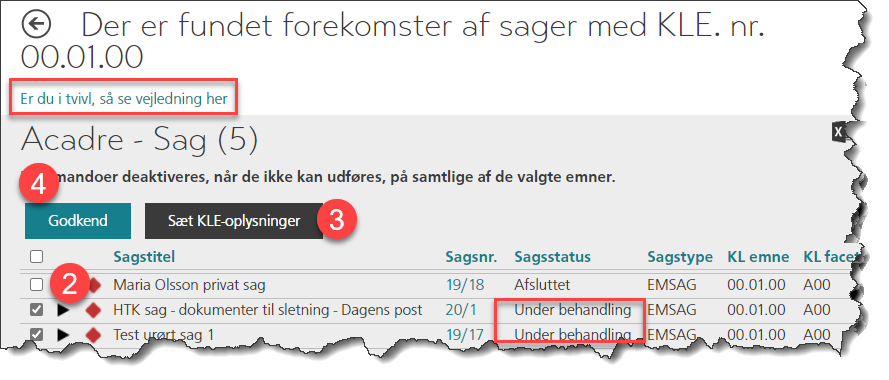 Der er fundet forekomster af sager med KLE. nr.
00.01.00
Er du i tvivl, så se vejledning her
Acadre - Sag (5)
X
4
mandoer deaktiveres, når de ikke kan udføres, på samtlige af de valgte emner.
Godkend Sæt KLE-oplysninger 3
Sagstitel Sagsnr. Sagsstatus Sagstype KL emne KL facet
2 Maria Olsson privat sag 19/18 Afsluttet EMSAG 00.01.00 A00
HTK sag - dokumenter til sletning - Dagens post 20/1 Under behandling EMSAG 00.01.00 A00
Test urørt sag 1 19/17 Under behandling EMSAG 00.01.00 A00